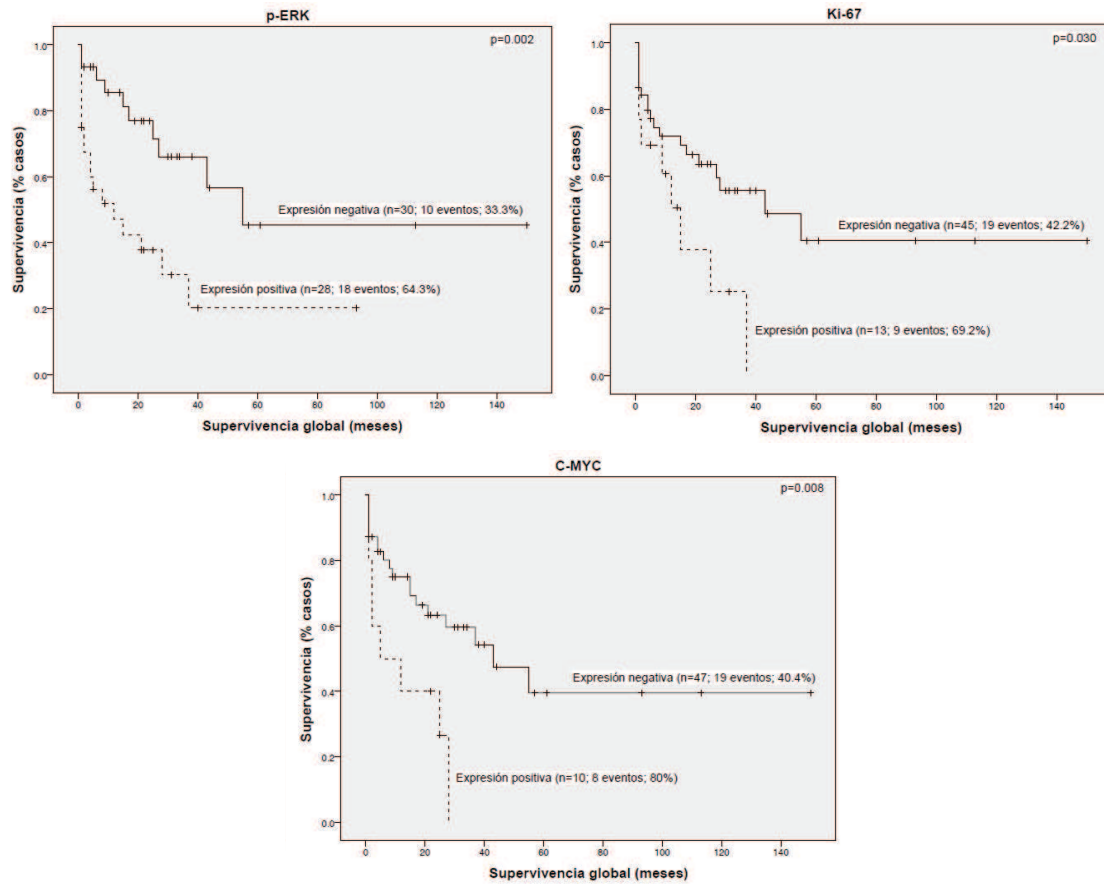 p-ERK
p=0.002
Supervivencia (% casos)
1.0
0.8
0.6
0.4
0.2
0.0
Expresión negativa (n=30; 10 eventos; 33.3%)
Expresión positiva (n=28; 18 eventos; 64.3%)
0 20 40 60 80 100 120 140
Supervivencia global (meses)
Ki-67
p=0.030
Supervivencia (% casos)
1.0
0.8
0.6
0.4
0.2
0.0
Expresión negativa (n=45; 19 eventos; 42.2%)
Expresión positiva (n=13; 9 eventos; 69.2%)
0 20 40 60 80 100 120 140
Supervivencia global (meses)
C-MYC
p=0.008
Supervivencia (% casos)
1.0
0.8
0.6
0.4
0.2
0.0
Expresión negativa (n=47; 19 eventos; 40.4%)
Expresión positiva (n=10; 8 eventos; 80%)
0 20 40 60 80 100 120 140
Supervivencia global (meses)